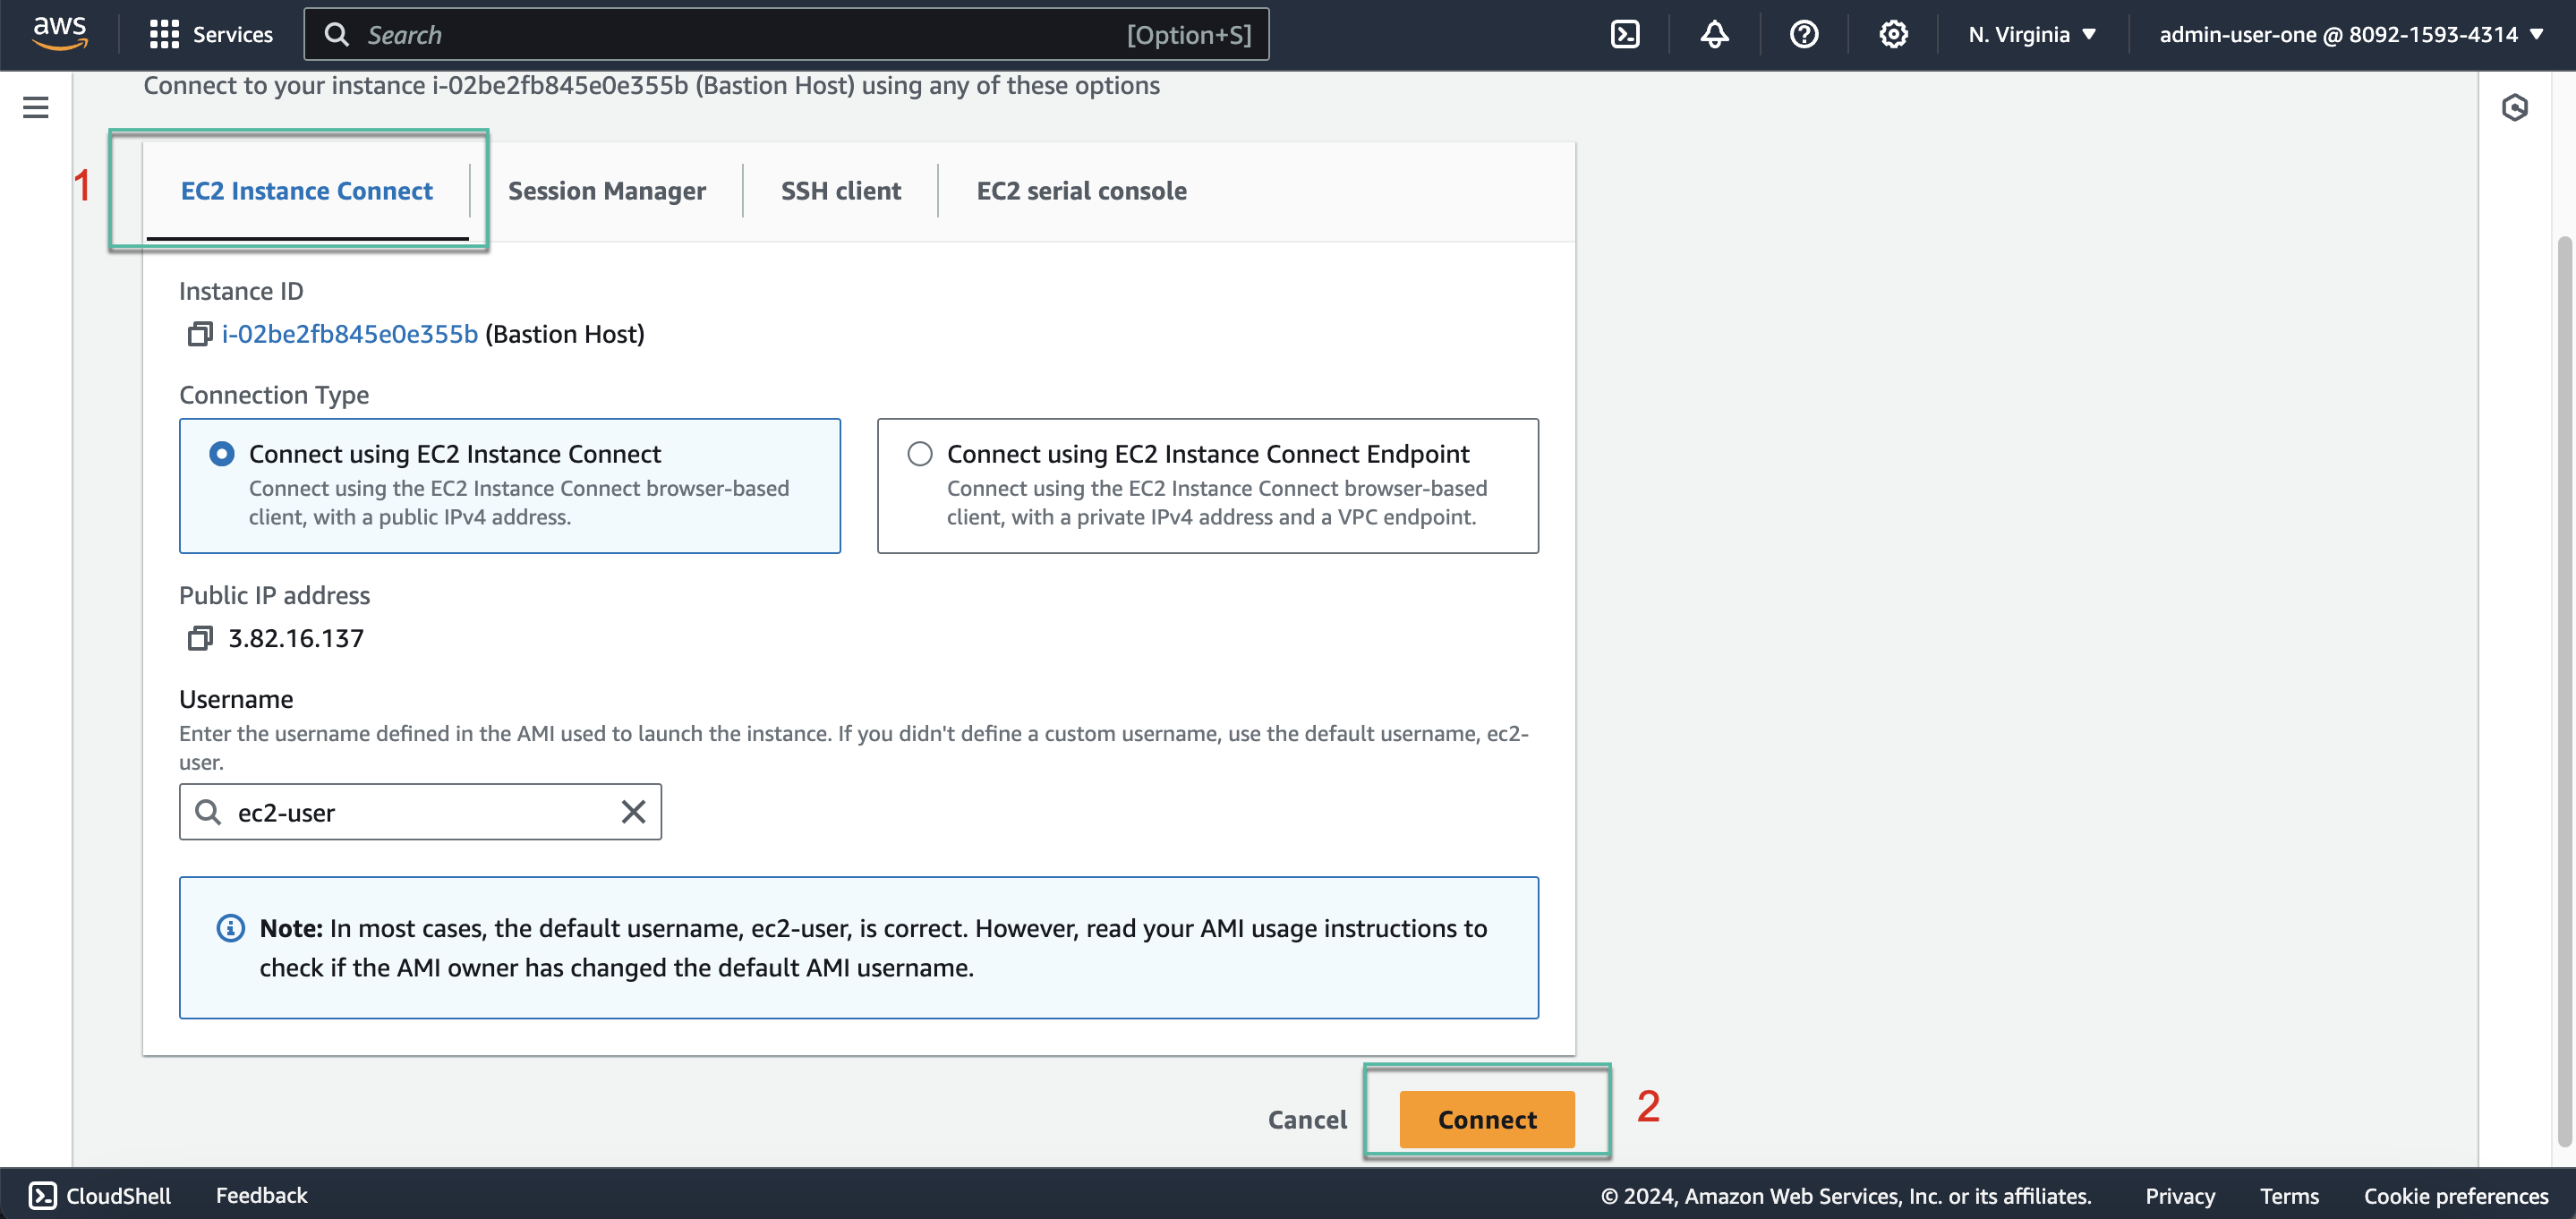 aws
Services
Search [Option+S]
N. Virginia
admin-user-one @ 8092-1593-4314
Connect to your instance i-02be2fb845e0e355b (Bastion Host) using any of these options
1
EC2 Instance Connect
Session Manager
SSH client
EC2 serial console
Instance ID
i-02be2fb845e0e355b (Bastion Host)
Connection Type
Connect using EC2 Instance Connect
Connect using the EC2 Instance Connect browser-based
client, with a public IPv4 address.
Connect using EC2 Instance Connect Endpoint
Connect using the EC2 Instance Connect browser-based
client, with a private IPv4 address and a VPC endpoint.
Public IP address
3.82.16.137
Username
Enter the username defined in the AMI used to launch the instance. If you didn't define a custom username, use the default username, ec2-
user.
ec2-user
Note: In most cases, the default username, ec2-user, is correct. However, read your AMI usage instructions to
check if the AMI owner has changed the default AMI username.
Cancel
Connect
2
CloudShell
Feedback
© 2024, Amazon Web Services, Inc. or its affiliates.
Privacy
Terms
Cookie preferences